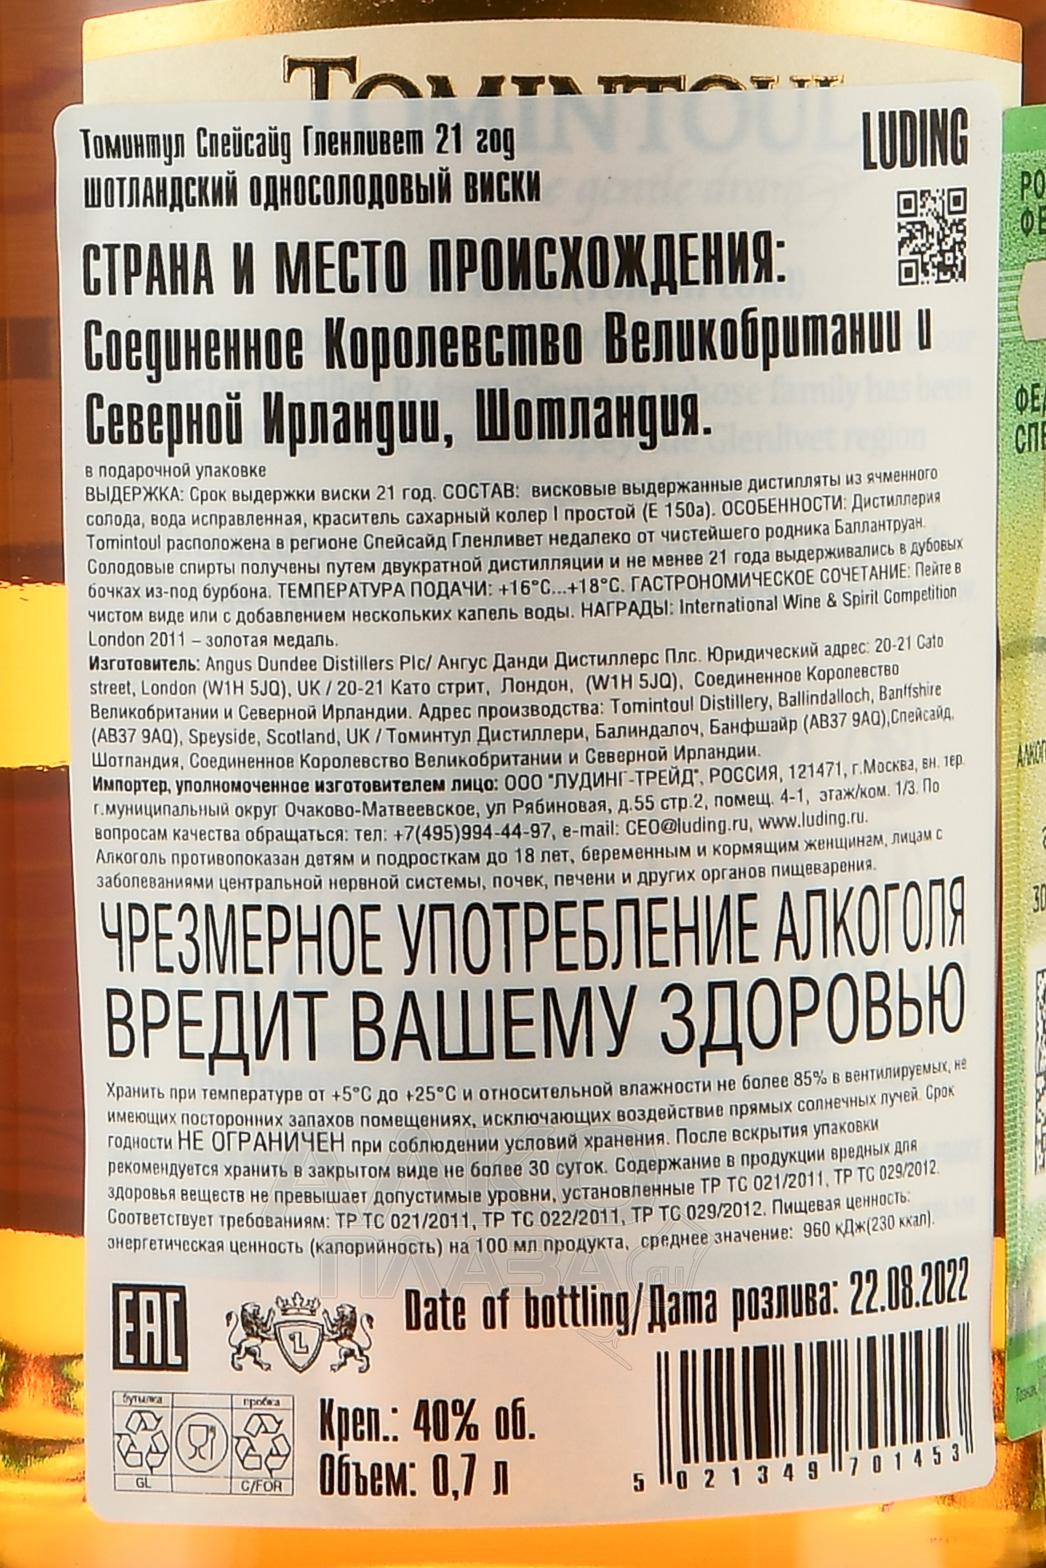 TOMINTOUL
Томинтул Спейсайд Гленливет 21 год
LUDING
ШОТЛАНДСКИЙ ОДНОСОЛОДОВЫЙ ВИСКИ
СТРАНА И МЕСТО ПРОИСХОЖДЕНИЯ:
Соединенное Королевство Великобритании и
Северной Ирландии, Шотландия.
в подарочной упаковке
ВЫДЕРЖКА: Срок выдержки виски 21 год. СОСТАВ: висковые выдержанные дистилляты из ячменного
солода, вода исправленная, краситель сахарный колер I простой (Е 150а). ОСОБЕННОСТИ: Дистиллерия
Tomintoul расположена в регионе Спейсайд Гленливет недалеко от чистейшего родника Баллантруан.
Солодовые спирты получены путем двукратной дистилляции и не менее 21 года выдерживались в дубовых
бочках из-под бурбона. ТЕМПЕРАТУРА ПОДАЧИ: +16°С...+18°С. ГАСТРОНОМИЧЕСКОЕ СОЧЕТАНИЕ: Пейте в
чистом виде или с добавлением нескольких капель воды. НАГРАДЫ: International Wine & Spirit Competition
London 2011 – золотая медаль.
Изготовитель: Angus Dundee Distillers Plc/ Ангус Данди Дистиллерс Плс. Юридический адрес: 20-21 Cato
street, London (W1H 5JQ), UK / 20-21 Като стрит, Лондон, (W1H 5JQ), Соединенное Королевство
Великобритании и Северной Ирландии. Адрес производства: Tomintoul Distillery, Ballindalloch, Banffshire
(AB37 9AQ), Speyside, Scotland, UK / Томинтул Дистиллери, Балиндалоч, Банфшайр (AB37 9AQ),Спейсайд,
Шотландия, Соединенное Королевство Великобритании и Северной Ирландии.
Импортер, уполномоченное изготовителем лицо: ООО "ЛУДИНГ-ТРЕЙД", РОССИЯ, 121471, г.Москва, вн. тер.
г.муниципальный округ Очаково-Матвеевское, ул Рябиновая, д.55 стр.2, помещ. 4-1, этаж/ком. 1/3. По
вопросам качества обращаться: тел: +7(495)994-44-97, e-mail: CEO@luding.ru, www.luding.ru.
Алкоголь противопоказан детям и подросткам до 18 лет, беременным и кормящим женщинам, лицам с
заболеваниями центральной нервной системы, почек, печени и других органов пищеварения.
ЧРЕЗМЕРНОЕ УПОТРЕБЛЕНИЕ АЛКОГОЛЯ
ВРЕДИТ ВАШЕМУ ЗДОРОВЬЮ
Хранить при температуре от +5°С до +25°С и относительной влажности не более 85% в вентилируемых, не
имеющих посторонних запахов помещениях, исключающих воздействие прямых солнечных лучей. Срок
годности НЕ ОГРАНИЧЕН при соблюдении условий хранения. После вскрытия упаковки
рекомендуется хранить в закрытом виде не более 30 суток. Содержание в продукции вредных для
здоровья веществ не превышает допустимые уровни, установленные ТР ТС 021/2011, ТР ТС 029/2012.
Соответствует требованиям: ТР ТС 021/2011, ТР ТС 022/2011, ТР ТС 029/2012. Пищевая ценность:
энергетическая ценность (калорийность) на 100 мл продукта, среднее значение: 960 кДж(230 ккал).
EAC
L
Date of bottling/Дата розлива: 22.08.2022
бутылка пробка
GL C/FOR
Креп.: 40% об.
Объем: 0,7 л
5 021349 701453